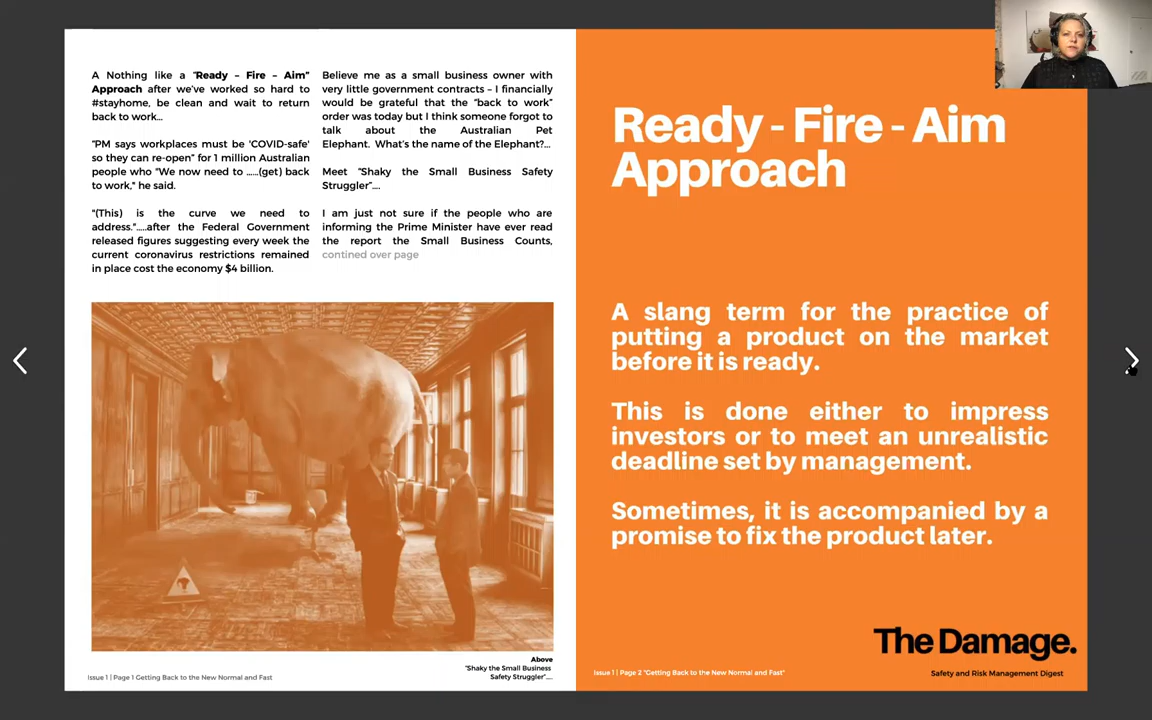 A Nothing like a "Ready – Fire – Aim"
Approach after we've worked so hard to
#stayhome, be clean and wait to return
back to work...
"PM says workplaces must be 'COVID-safe'
so they can re-open" for 1 million Australian
people who "We now need to .....(get) back
to work," he said.
"(This) is the curve we need to
address.".....after the Federal Government
released figures suggesting every week the
current coronavirus restrictions remained
in place cost the economy $4 billion.
Believe me as a small business owner with
very little government contracts – I financially
would be grateful that the "back to work"
order was today but I think someone forgot to
talk about the Australian Pet
Elephant. What's the name of the Elephant?...
Meet "Shaky the Small Business Safety
Struggler"....
I am just not sure if the people who are
informing the Prime Minister have ever read
the report the Small Business Counts,
contined over page
Above
"Shaky the Small Business
Safety Struggler"....
Issue 1 | Page 1 Getting Back to the New Normal and Fast
Ready - Fire - Aim
Approach
A slang term for the practice of
putting a product on the market
before it is ready.
This is done either to impress
investors or to meet an unrealistic
deadline set by management.
Sometimes, it is accompanied by a
promise to fix the product later.
The Damage.
Issue 1 | Page 2 "Getting Back to the New Normal and Fast"
Safety and Risk Management Digest